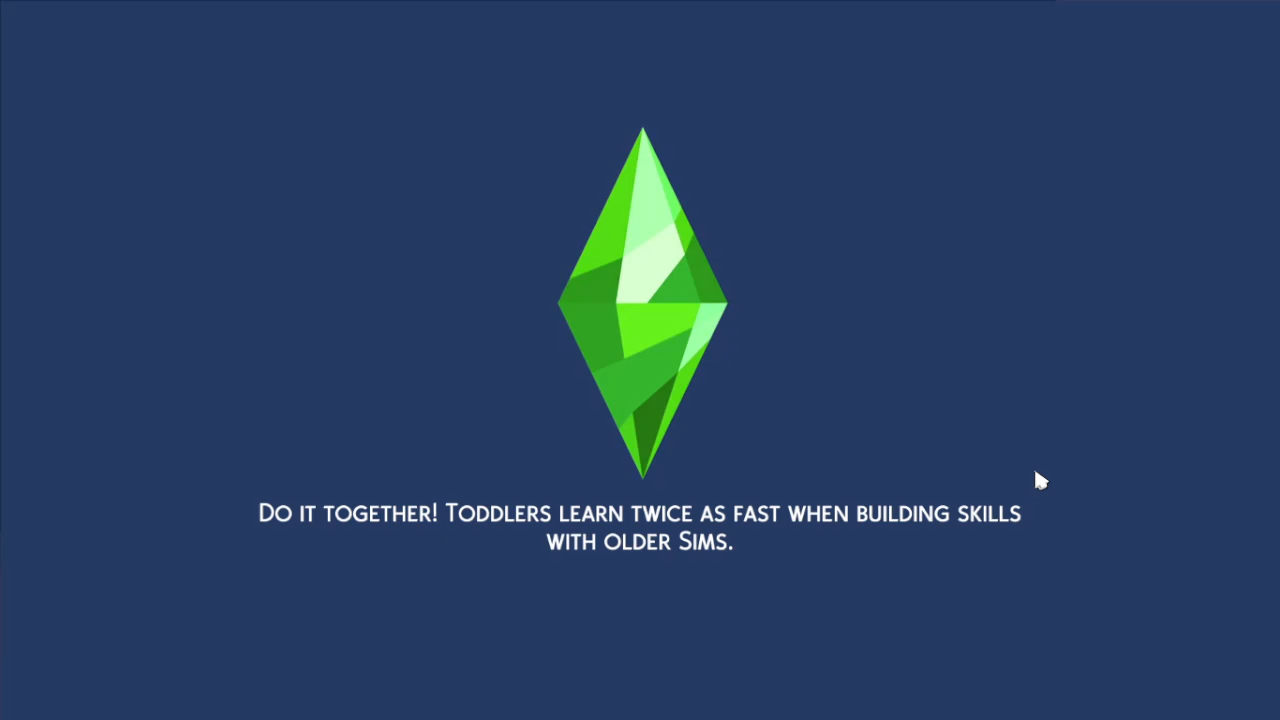 Do it together! Toddlers learn twice as fast when building skills
with older Sims.